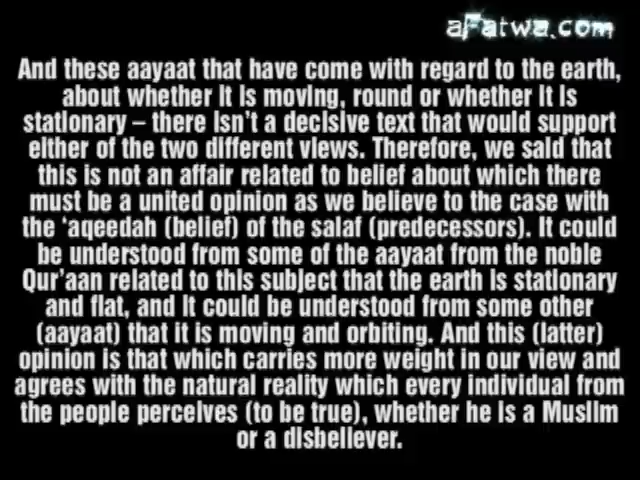 aFatwa.com
And these aayaat that have come with regard to the earth,
about whether it is moving, round or whether it is
stationary – there isn't a decisive text that would support
either of the two different views. Therefore, we said that
this is not an affair related to belief about which there
must be a united opinion as we believe to the case with
the ‘aqeedah (belief) of the salaf (predecessors). It could
be understood from some of the aayaat from the noble
Qur'aan related to this subject that the earth is stationary
and flat, and it could be understood from some other
(aayaat) that it is moving and orbiting. And this (latter)
opinion is that which carries more weight in our view and
agrees with the natural reality which every individual from
the people perceives (to be true), whether he is a Muslim
or a disbeliever.